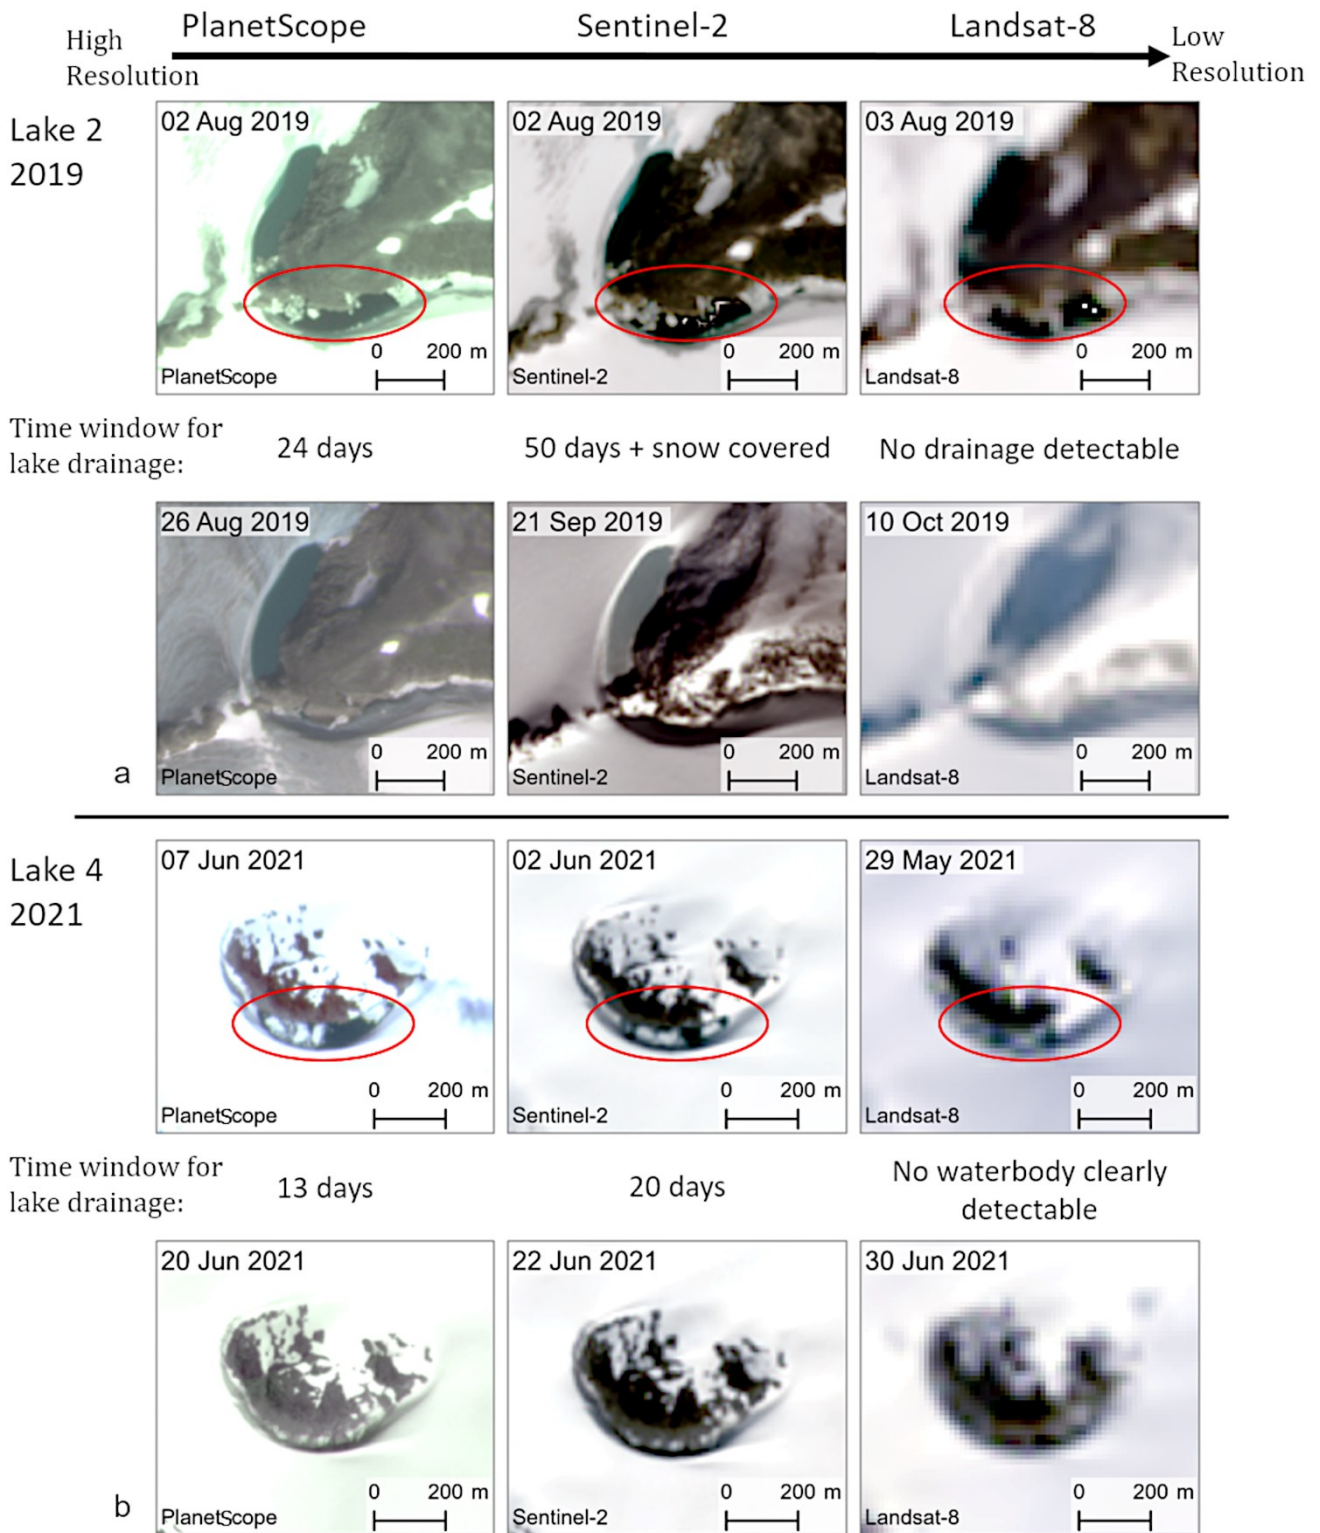 PlanetScope Sentinel-2 Landsat-8
High
Resolution
Low
Resolution
Lake 2
2019
02 Aug 2019
0 200 m
PlanetScope
02 Aug 2019
0 200 m
Sentinel-2
03 Aug 2019
0 200 m
Landsat-8
Time window for
lake drainage:
24 days
50 days + snow covered
No drainage detectable
26 Aug 2019
0 200 m
PlanetScope
21 Sep 2019
0 200 m
Sentinel-2
10 Oct 2019
0 200 m
Landsat-8
a
Lake 4
2021
07 Jun 2021
0 200 m
PlanetScope
02 Jun 2021
0 200 m
Sentinel-2
29 May 2021
0 200 m
Landsat-8
Time window for
lake drainage:
13 days
20 days
No waterbody clearly
detectable
20 Jun 2021
0 200 m
PlanetScope
22 Jun 2021
0 200 m
Sentinel-2
30 Jun 2021
0 200 m
Landsat-8
b